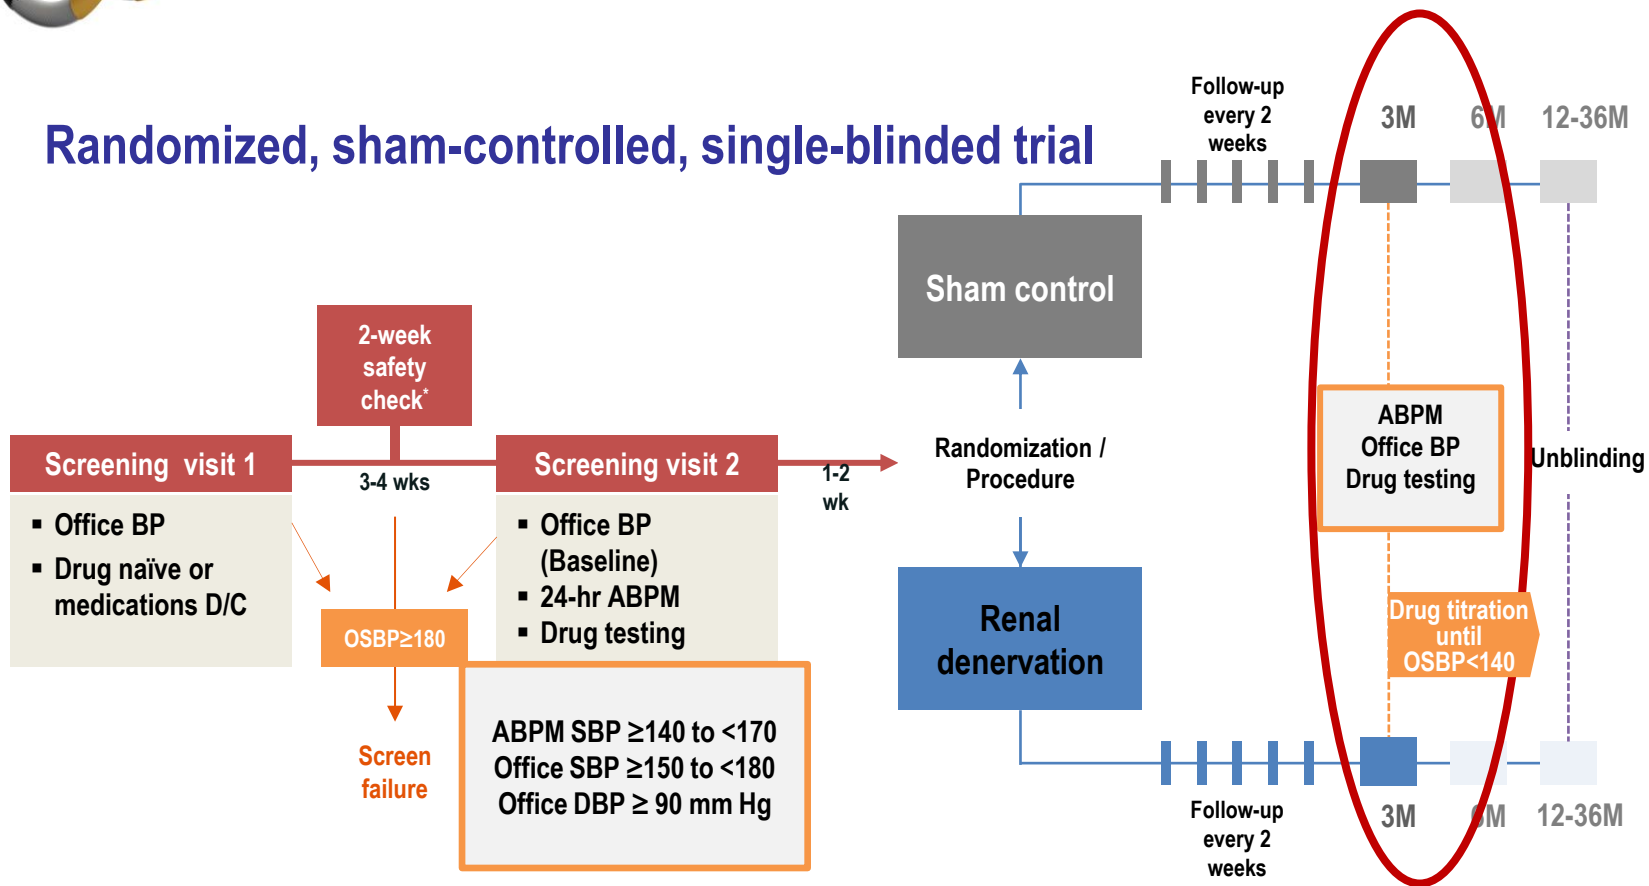 Randomized, sham-controlled, single-blinded trial
Follow-up
every 2
weeks
3M
6M
12-36M
Sham control
2-week
safety
check*
Screening visit 1
3-4 wks
Screening visit 2
1-2
wk
Randomization /
Procedure
ABPM
Office BP
Drug testing
Unblinding
▪ Office BP
▪ Drug naïve or
medications D/C
▪ Office BP
(Baseline)
▪ 24-hr ABPM
▪ Drug testing
OSBP≥180
Screen
failure
ABPM SBP ≥140 to <170
Office SBP ≥150 to <180
Office DBP ≥ 90 mm Hg
Renal
denervation
Drug titration
until
OSBP<140
Follow-up
every 2
weeks
3M
6M
12-36M